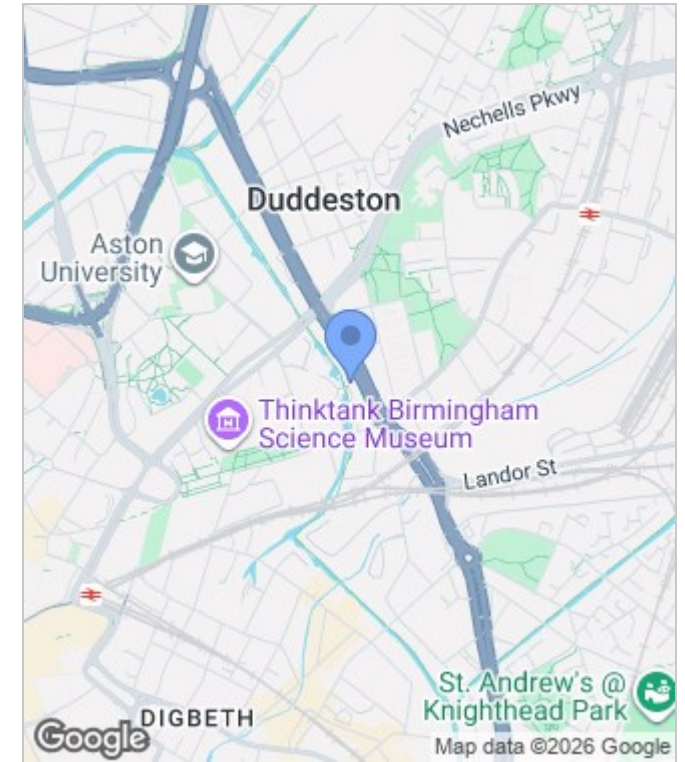 Nechells Pkwy
Duddeston
Aston
University
Thinktank Birmingham
Science Museum
Landor St
St. Andrew's @
Knighthead Park
DIGBETH
Google
Map data ©2026 Google